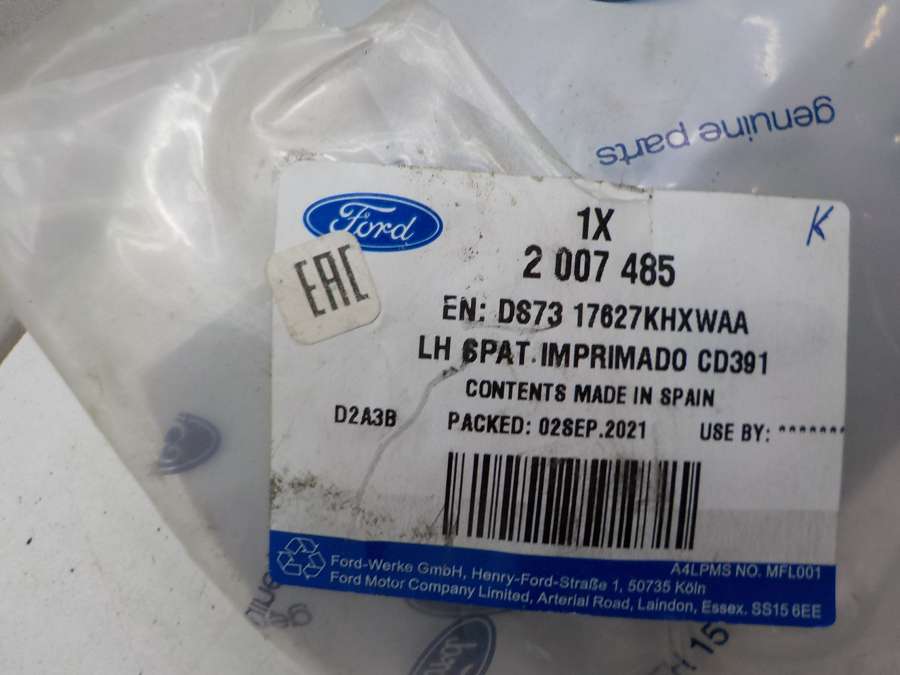 genuine parts
Ford
EAC
1X
K
2 007 485
EN: DS73 17627KHXWAA
LH SPAT IMPRIMADO CD391
CONTENTS MADE IN SPAIN
D2A3B PACKED: 02SEP.2021 USE BY: *******
A4LPMS NO. MFL001
Ford-Werke GmbH, Henry-Ford-Straße 1, 50735 Köln
Ford Motor Company Limited, Arterial Road, Laindon, Essex. SS15 6EE
Ford
15